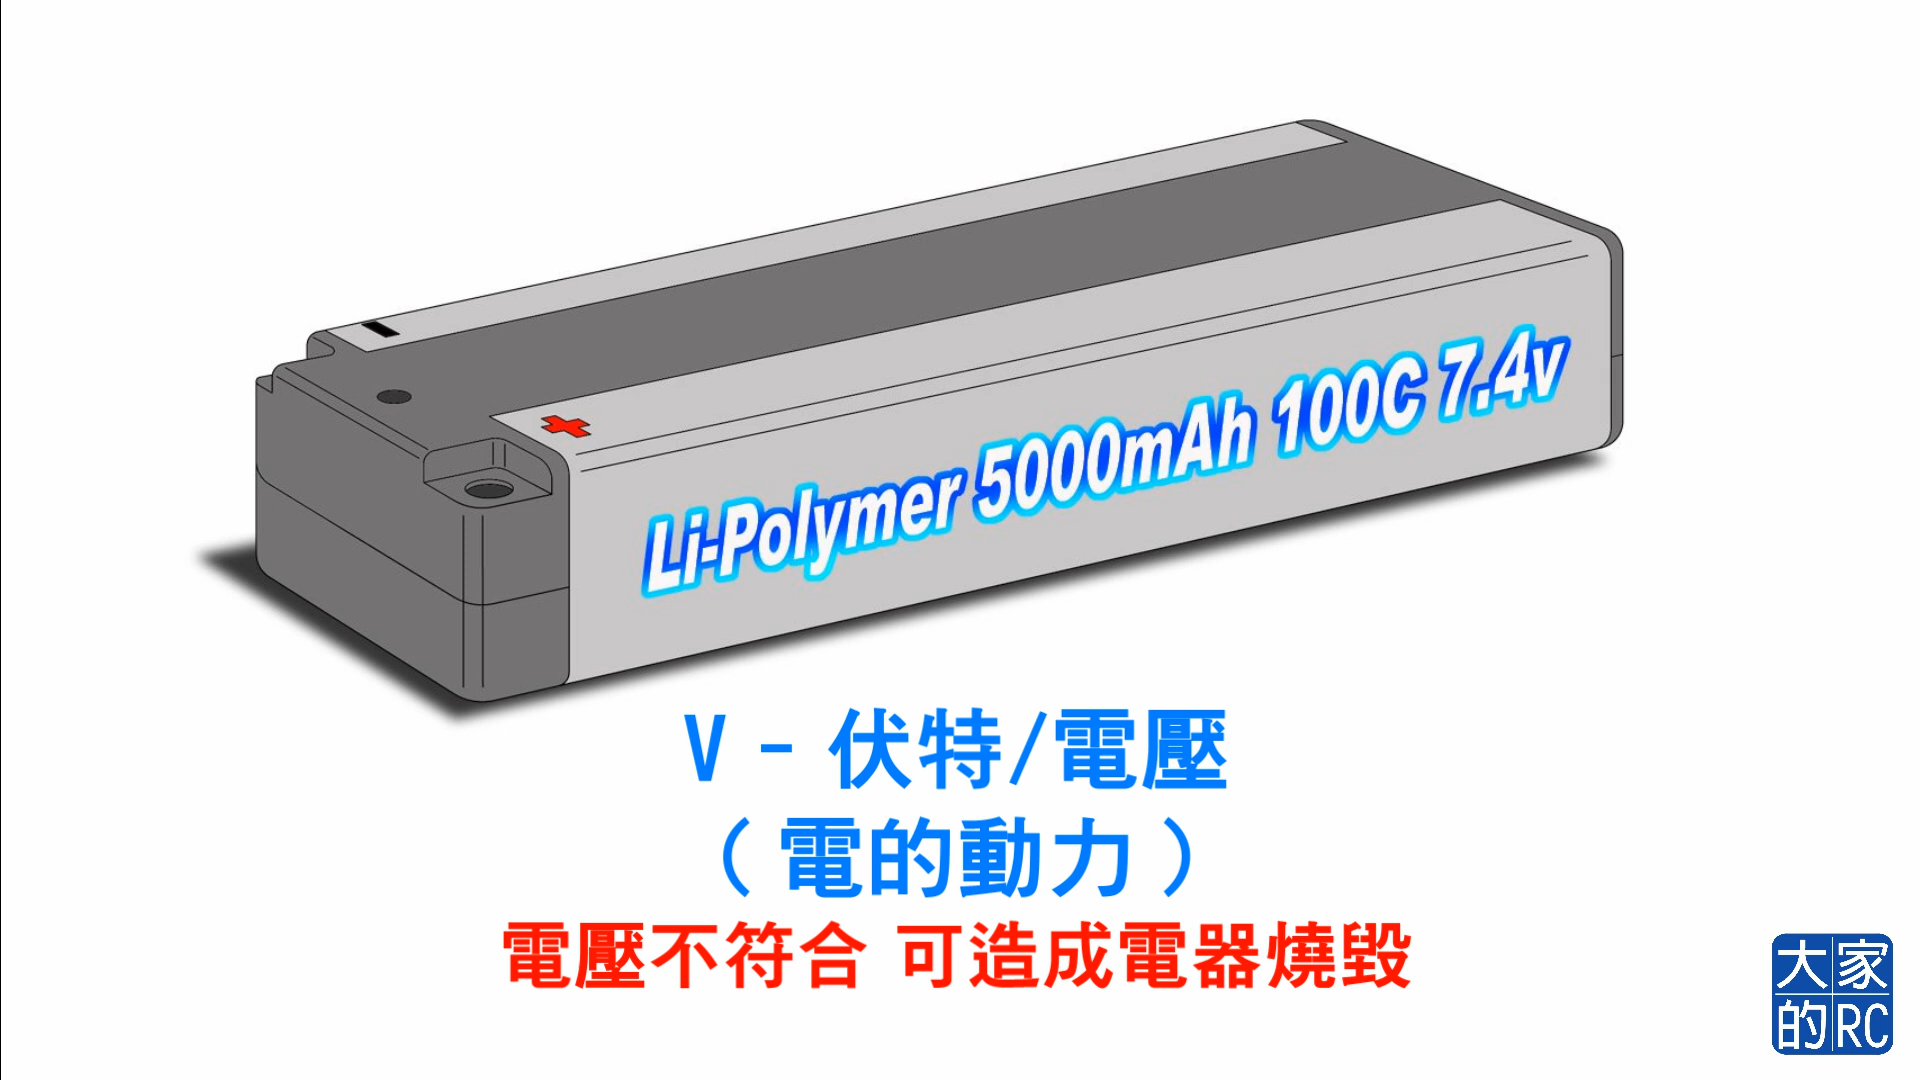 Li-Polymer 5000mAh 100C 7.4v
V - 伏特/電壓
(電的動力)
電壓不符合 可造成電器燒毀
大家
的RC